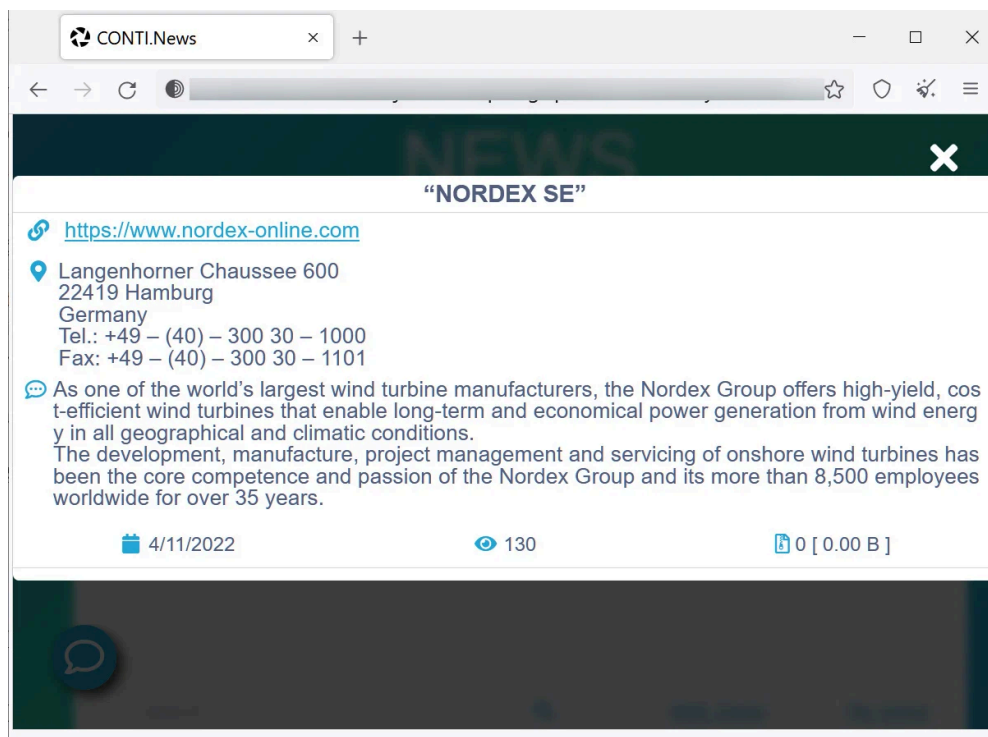 CONTI.News
NEWS
“NORDEX SE”
https://www.nordex-online.com
Langenhorner Chaussee 600
22419 Hamburg
Germany
Tel.: +49 – (40) – 300 30 – 1000
Fax: +49 – (40) – 300 30 – 1101
As one of the world’s largest wind turbine manufacturers, the Nordex Group offers high-yield, cos
t-efficient wind turbines that enable long-term and economical power generation from wind energ
y in all geographical and climatic conditions.
The development, manufacture, project management and servicing of onshore wind turbines has
been the core competence and passion of the Nordex Group and its more than 8,500 employees
worldwide for over 35 years.
4/11/2022 130 0 [ 0.00 B ]